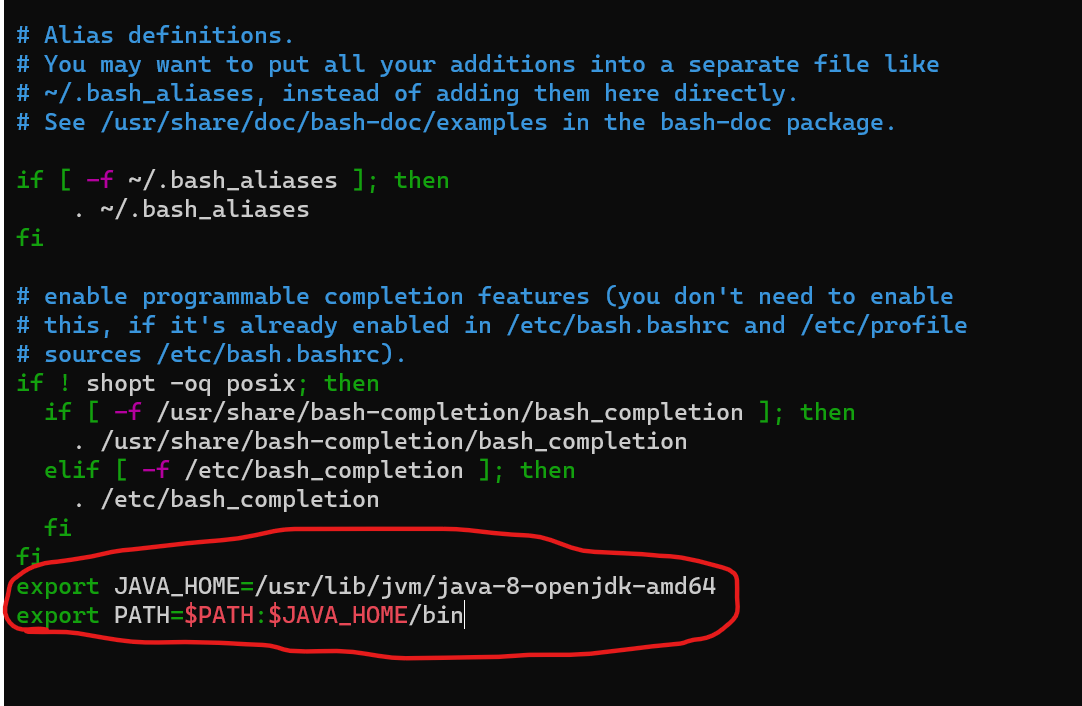 # Alias definitions.
# You may want to put all your additions into a separate file like
# ~/.bash_aliases, instead of adding them here directly.
# See /usr/share/doc/bash-doc/examples in the bash-doc package.
if [ -f ~/.bash_aliases ]; then
    . ~/.bash_aliases
fi
# enable programmable completion features (you don't need to enable
# this, if it's already enabled in /etc/bash.bashrc and /etc/profile
# sources /etc/bash.bashrc).
if ! shopt -oq posix; then
  if [ -f /usr/share/bash-completion/bash_completion ]; then
    . /usr/share/bash-completion/bash_completion
  elif [ -f /etc/bash_completion ]; then
    . /etc/bash_completion
  fi
fi
export JAVA_HOME=/usr/lib/jvm/java-8-openjdk-amd64
export PATH=$PATH:$JAVA_HOME/bin